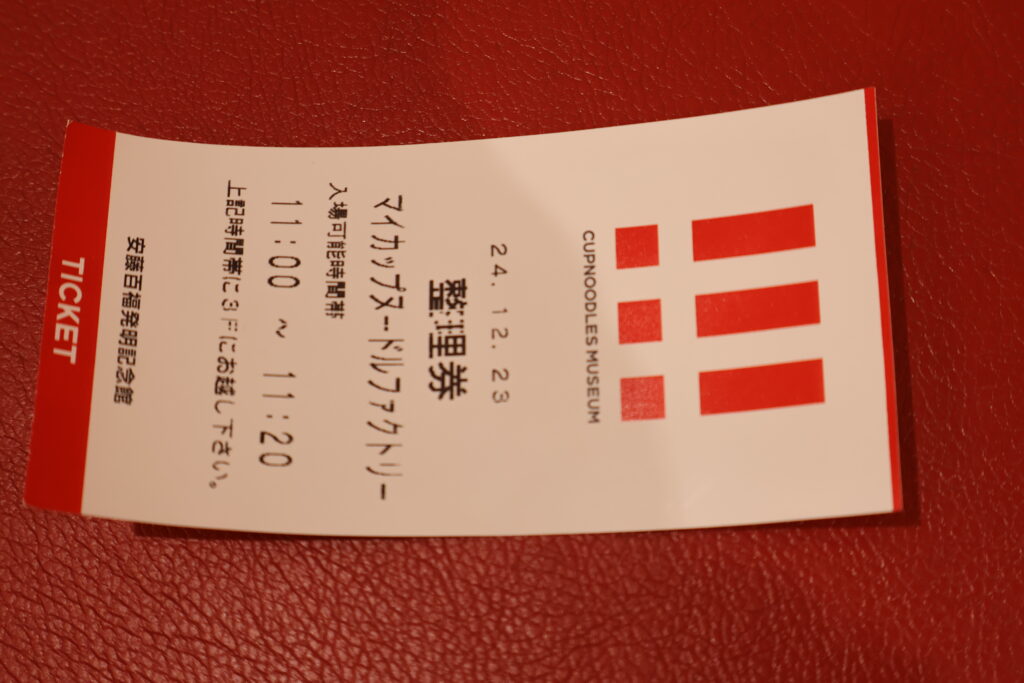 CUPNOODLES MUSEUM
24. 12. 23
整理券
マイカップヌードルファクトリー
入場可能時間帯
11:00 ~ 11:20
上記時間帯に3Fにお越し下さい。
安藤百福発明記念館
TICKET